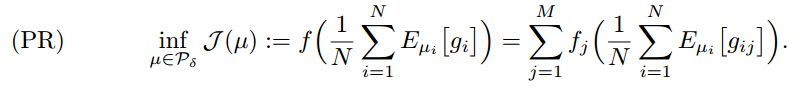 (PR) inf_{μ∈𝒫_δ} 𝒥(μ) := f(1/N ∑_{i=1}^{N} E_{μ_i}[g_i]) = ∑_{j=1}^{M} f_j(1/N ∑_{i=1}^{N} E_{μ_i}[g_{ij}]).